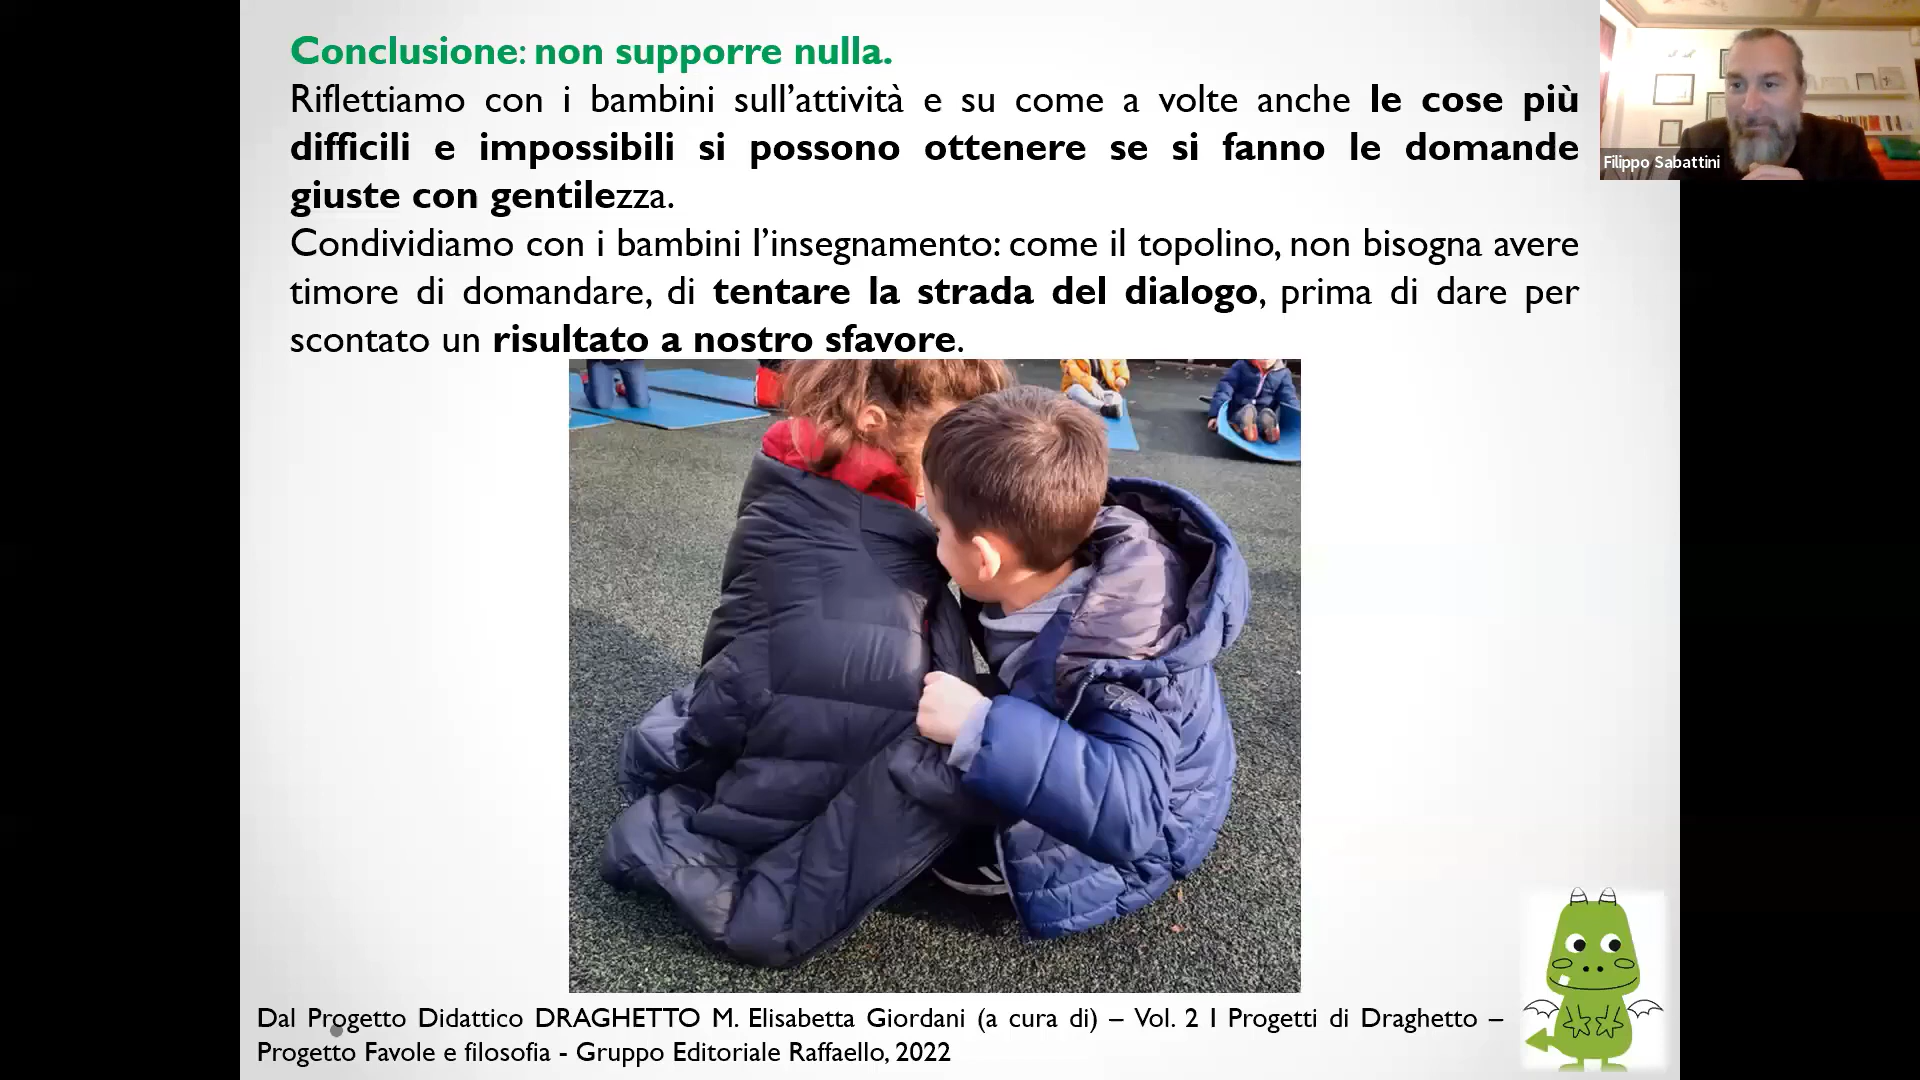 Conclusione: non supporre nulla.
Riflettiamo con i bambini sull’attività e su come a volte anche le cose più
difficili e impossibili si possono ottenere se si fanno le domande
giuste con gentilezza.
Condividiamo con i bambini l’insegnamento: come il topolino, non bisogna avere
timore di domandare, di tentare la strada del dialogo, prima di dare per
scontato un risultato a nostro sfavore.
Filippo Sabattini
Dal Progetto Didattico DRAGHETTO M. Elisabetta Giordani (a cura di) – Vol. 2 I Progetti di Draghetto –
Progetto Favole e filosofia - Gruppo Editoriale Raffaello, 2022